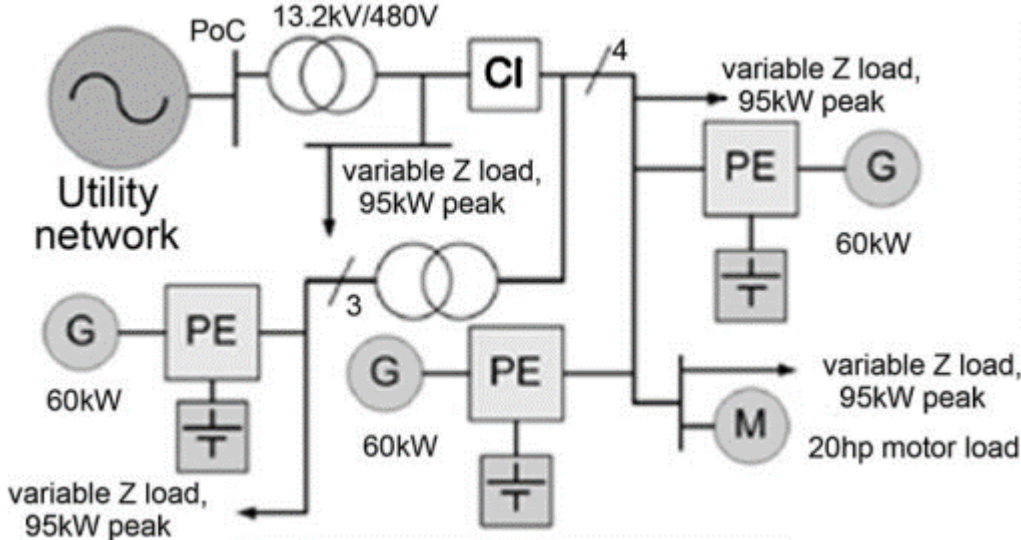 13.2kV/480V
PoC
CI
4
variable Z load,
95kW peak
variable Z load,
95kW peak
PE
G
60kW
Utility
network
3
G
PE
60kW
G
PE
60kW
variable Z load,
95kW peak
M
20hp motor load
variable Z load,
95kW peak